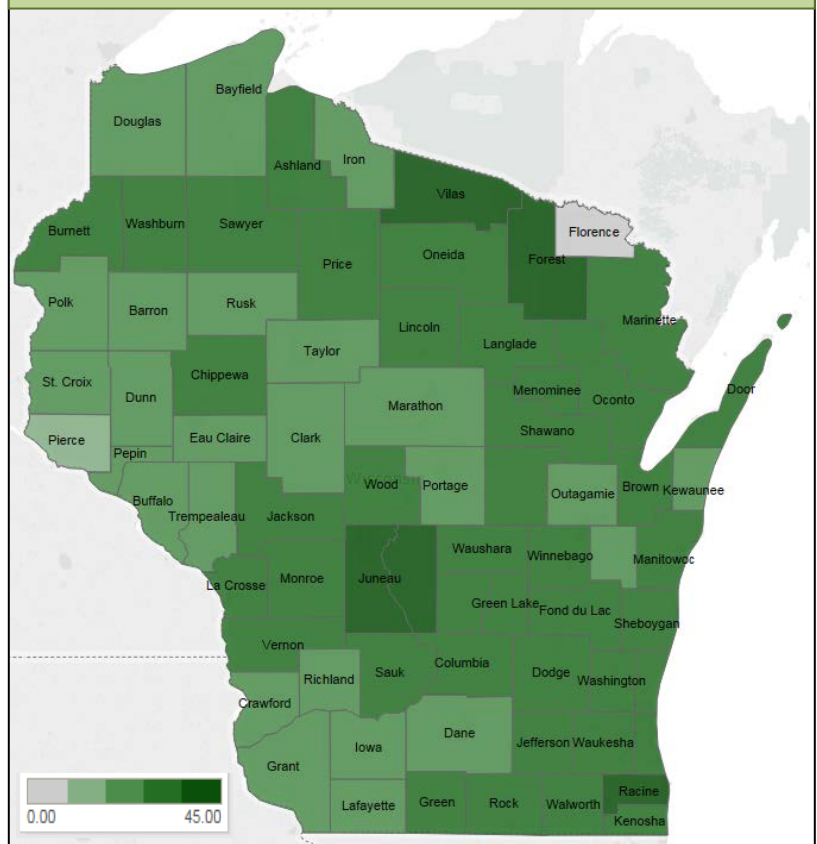 Bayfield
Douglas
Iron
Ashland
Vilas
Burnett
Washburn
Sawyer
Florence
Oneida
Forest
Price
Polk
Barron
Rusk
Marinette
Lincoln
Langlade
Taylor
St. Croix
Chippewa
Dunn
Menominee
Oconto
Door
Marathon
Shawano
Pierce
Eau Claire
Clark
Pepin
Wood
Portage
Outagamie
Brown
Kewaunee
Buffalo
Trempealeau
Jackson
Waushara
Winnebago
Manitowoc
La Crosse
Monroe
Juneau
Green Lake
Fond du Lac
Sheboygan
Vernon
Sauk
Columbia
Dodge
Washington
Richland
Crawford
Dane
Jefferson
Waukesha
Iowa
Grant
Lafayette
Green
Rock
Walworth
Racine
Kenosha
0.00
45.00